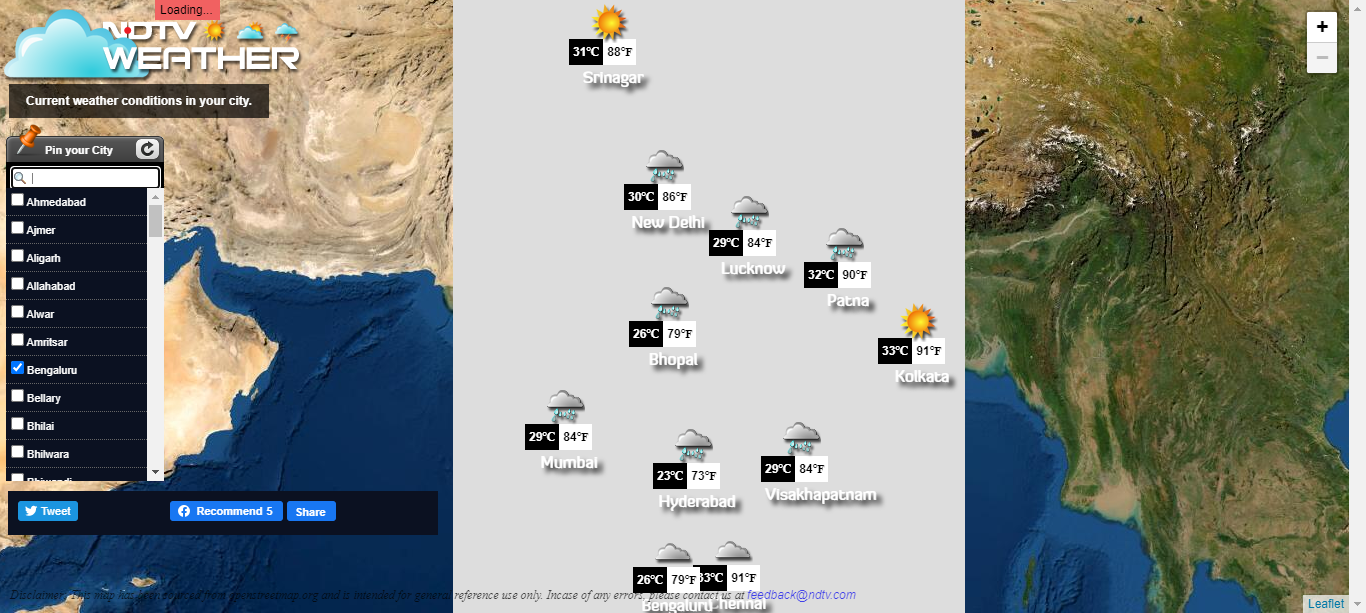 Loading...
NDTV
WEATHER
Current weather conditions in your city.
Pin your City
Ahmedabad
Ajmer
Aligarh
Allahabad
Alwar
Amritsar
Bengaluru
Bellary
Bhilai
Bhilwara
Bhiwandi
Tweet
Recommend 5
Share
31°C 88°F
Srinagar
30°C 86°F
New Delhi
29°C 84°F
Lucknow
32°C 90°F
Patna
26°C 79°F
Bhopal
33°C 91°F
Kolkata
29°C 84°F
Mumbai
23°C 73°F
Hyderabad
29°C 84°F
Visakhapatnam
26°C 79°F
Bengaluru
33°C 91°F
Chennai
Disclaimer: This map has been sourced from openstreetmap.org and is intended for general reference use only. Incase of any errors, please contact us at feedback@ndtv.com
+
−
Leaflet